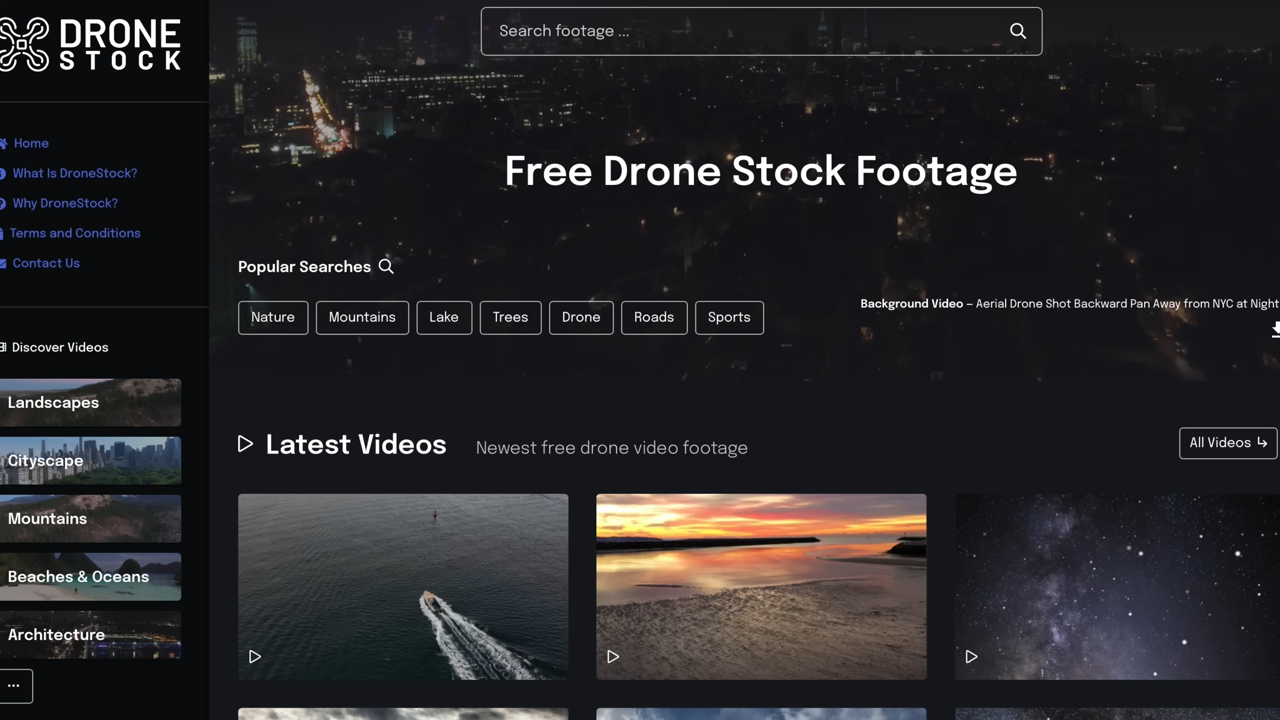 DRONE
STOCK
Search footage ...
Home
What Is DroneStock?
Why DroneStock?
Terms and Conditions
Contact Us
Free Drone Stock Footage
Popular Searches
Nature
Mountains
Lake
Trees
Drone
Roads
Sports
Background Video – Aerial Drone Shot Backward Pan Away from NYC at Night
Discover Videos
Landscapes
Cityscape
Mountains
Beaches & Oceans
Architecture
...
Latest Videos
Newest free drone video footage
All Videos